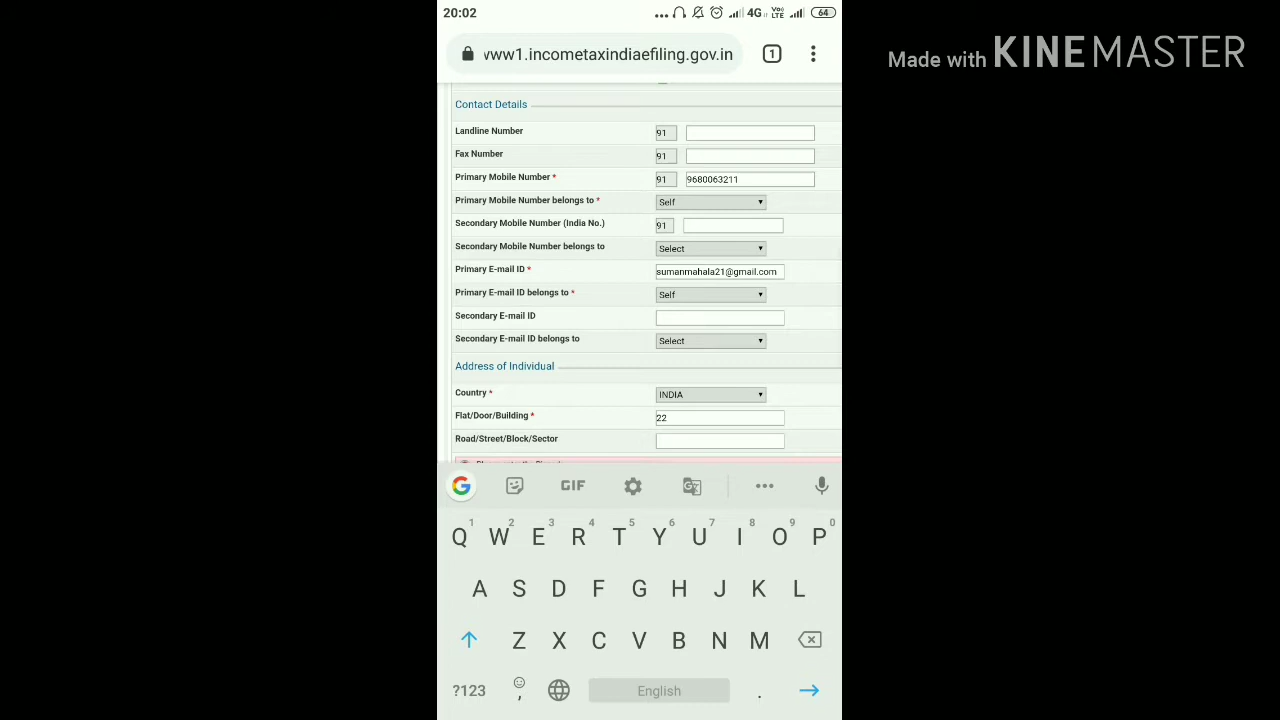 20:02
4G
Vo) LTE
64
www1.incometaxindiaefiling.gov.in
1
Made with KINEMASTER
Contact Details
Landline Number 91
Fax Number 91
Primary Mobile Number * 91 9680063211
Primary Mobile Number belongs to * Self
Secondary Mobile Number (India No.) 91
Secondary Mobile Number belongs to Select
Primary E-mail ID * sumanmahala21@gmail.com
Primary E-mail ID belongs to * Self
Secondary E-mail ID
Secondary E-mail ID belongs to Select
Address of Individual
Country * INDIA
Flat/Door/Building * 22
Road/Street/Block/Sector
G GIF
1 2 3 4 5 6 7 8 9 0
Q W E R T Y U I O P
A S D F G H J K L
Z X C V B N M
?123 , English .